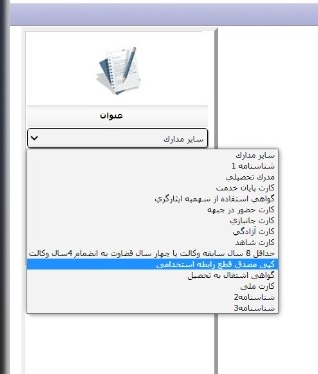 عنوان
سایر مدارک
سایر مدارک
شناسنامه 1
مدرک تحصیلی
کارت پایان خدمت
گواهی استفاده از سهمیه ایثارگری
کارت حضور در جبهه
کارت جانبازی
کارت آزادگی
کارت شاهد
حداقل 8 سال سابقه وکالت یا چهار سال قضاوت به انضمام 4سال وکالت
کپی مصدق قطع رابطه استخدامی
گواهی اشتغال به تحصیل
کارت ملی
شناسنامه2
شناسنامه3